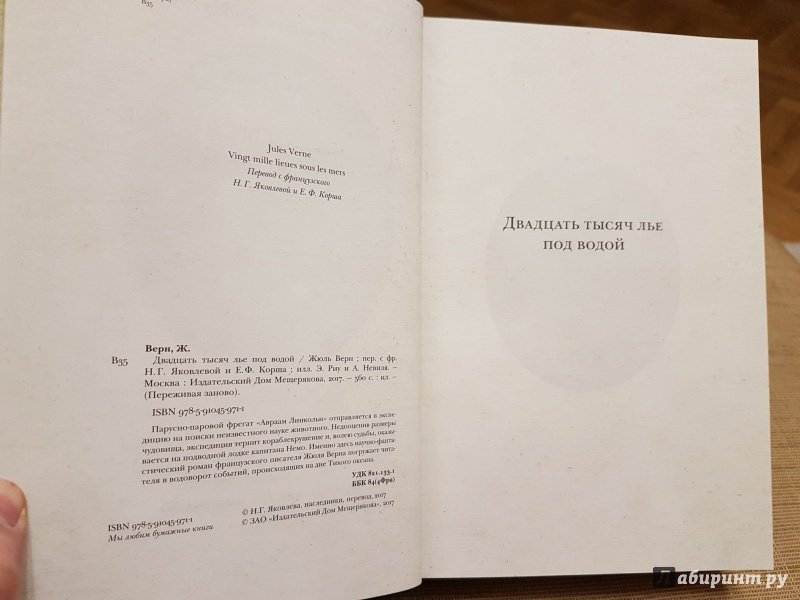 В35
Jules Verne
Vingt mille lieues sous les mers
Перевод с французского
Н. Г. Яковлевой и Е. Ф. Корша
Верн, Ж.
В35 Двадцать тысяч лье под водой / Жюль Верн ; пер. с фр.
Н. Г. Яковлевой и Е. Ф. Корша ; илл. Э. Риу и А. Невиля. –
Москва : Издательский Дом Мещерякова, 2017. – 560 с. : ил. –
(Переживая заново).
ISBN 978-5-91045-971-1
Парусно-паровой фрегат «Авраам Линкольн» отправляется в экспе-
дицию на поиски неизвестного науке животного. Недооценив размеры
чудовища, экспедиция терпит кораблекрушение и, волею судьбы, оказы-
вается на подводной лодке капитана Немо. Именно здесь научно-фанта-
стический роман французского писателя Жюля Верна погружает чита-
теля в водоворот событий, происходящих на дне Тихого океана.
УДК 821.133.1
ББК 84(4Фра)
© Н.Г. Яковлева, наследники, перевод, 2017
© ЗАО «Издательский Дом Мещерякова», 2017
ISBN 978-5-91045-971-1
Мы любим бумажные книги
Двадцать тысяч лье
под водой
Лабиринт.ру